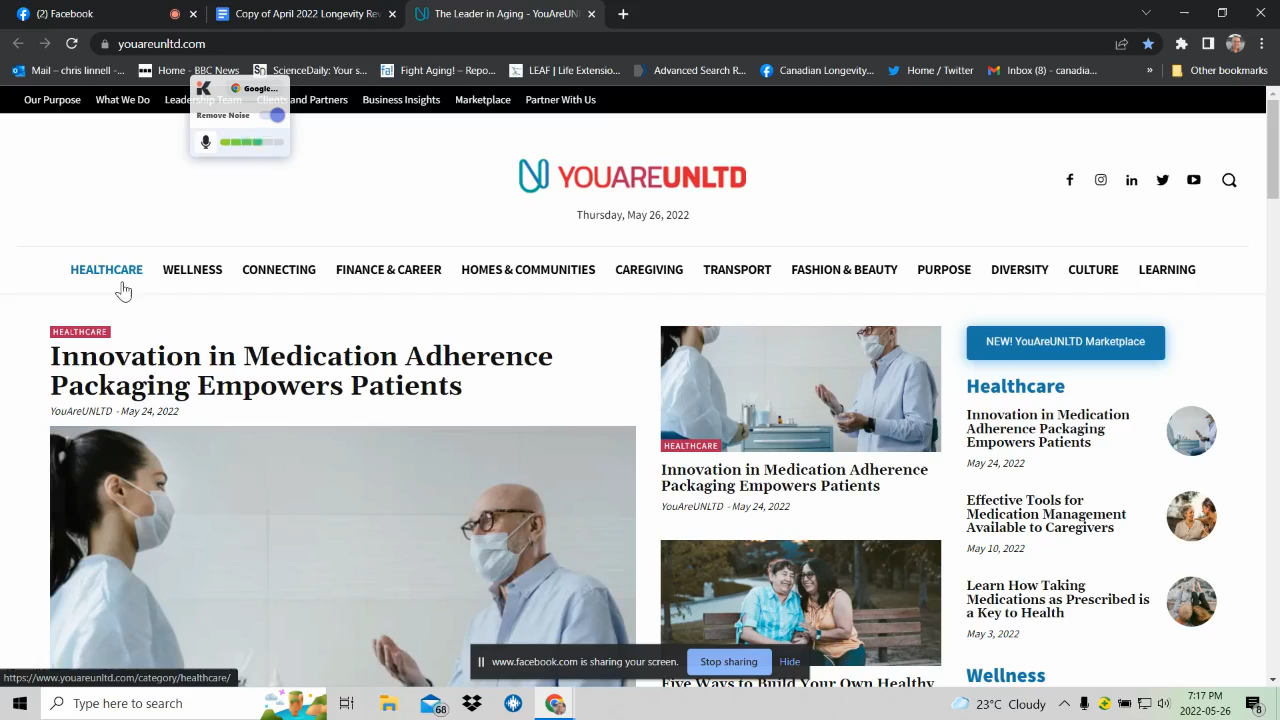 (2) Facebook
Copy of 2022 Longevity Rev
The Leader in Aging - YouAreUN
youareunltd.com
Mail – chris linnell –...
Home - BBC News
ScienceDaily: Your s...
Fight Aging! – Repo...
LEAF | Life Extensio...
Advanced Search R...
Canadian Longevity...
Twitter / Twitter
Inbox (8) - canadia...
Other bookmarks
Our Purpose
What We Do
Leadership Team
Clients and Partners
Business Insights
Marketplace
Partner With Us
Google...
Remove Noise
YOUAREUNLTD
Thursday, May 26, 2022
HEALTHCARE
WELLNESS
CONNECTING
FINANCE & CAREER
HOMES & COMMUNITIES
CAREGIVING
TRANSPORT
FASHION & BEAUTY
PURPOSE
DIVERSITY
CULTURE
LEARNING
HEALTHCARE
Innovation in Medication Adherence
Packaging Empowers Patients
YouAreUNLTD - May 24, 2022
HEALTHCARE
Innovation in Medication Adherence
Packaging Empowers Patients
YouAreUNLTD - May 24, 2022
Five Ways to Build Your Own Healthy
NEW! YouAreUNLTD Marketplace
Healthcare
Innovation in Medication
Adherence Packaging
Empowers Patients
May 24, 2022
Effective Tools for
Medication Management
Available to Caregivers
May 10, 2022
Learn How Taking
Medications as Prescribed is
a Key to Health
May 3, 2022
Wellness
www.facebook.com is sharing your screen.
Stop sharing
Hide
https://www.youareunltd.com/category/healthcare/
Type here to search
68
23°C Cloudy
7:17 PM
2022-05-26
8